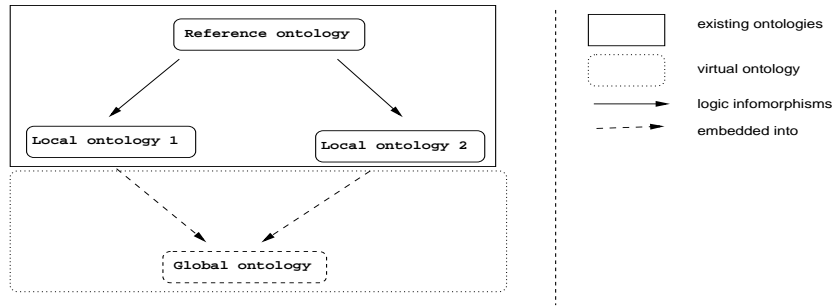 Reference ontology
Local ontology 1
Local ontology 2
Global ontology
existing ontologies
virtual ontology
logic infomorphisms
embedded into